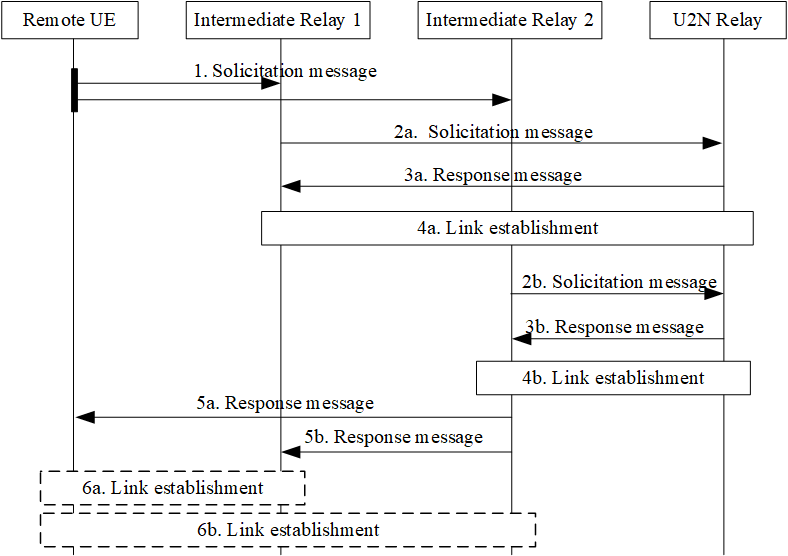 Remote UE
Intermediate Relay 1
Intermediate Relay 2
U2N Relay
1. Solicitation message
2a. Solicitation message
3a. Response message
4a. Link establishment
2b. Solicitation message
3b. Response message
4b. Link establishment
5a. Response message
5b. Response message
6a. Link establishment
6b. Link establishment